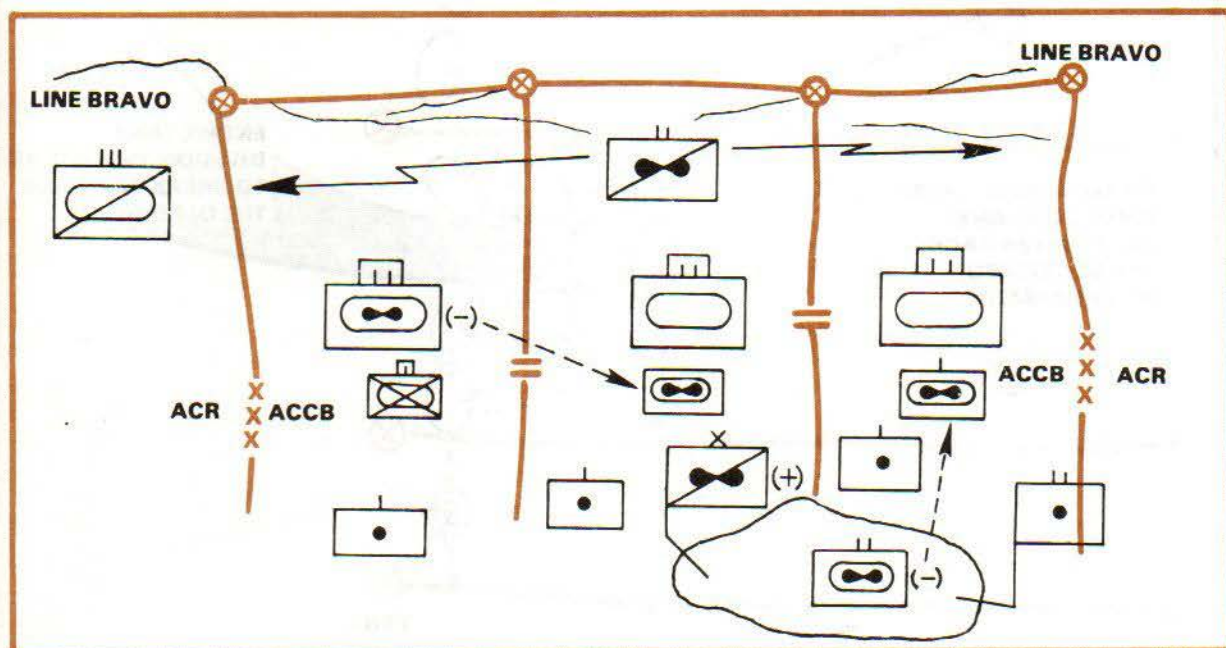 LINE BRAVO
LINE BRAVO
(-)
ACCB ACR
ACR ACCB
(+)
(-)